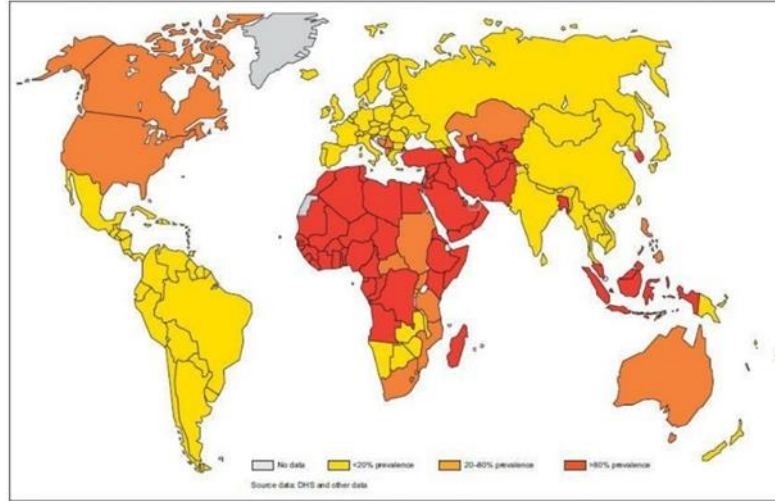 No data <20% prevalence 20–80% prevalence >80% prevalence
Source data: DHS and other data